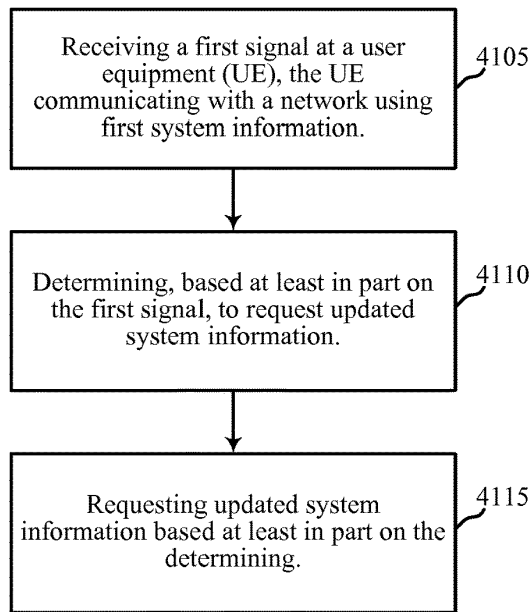 Receiving a first signal at a user
equipment (UE), the UE
communicating with a network using
first system information.
4105
Determining, based at least in part on
the first signal, to request updated
system information.
4110
Requesting updated system
information based at least in part on the
determining.
4115